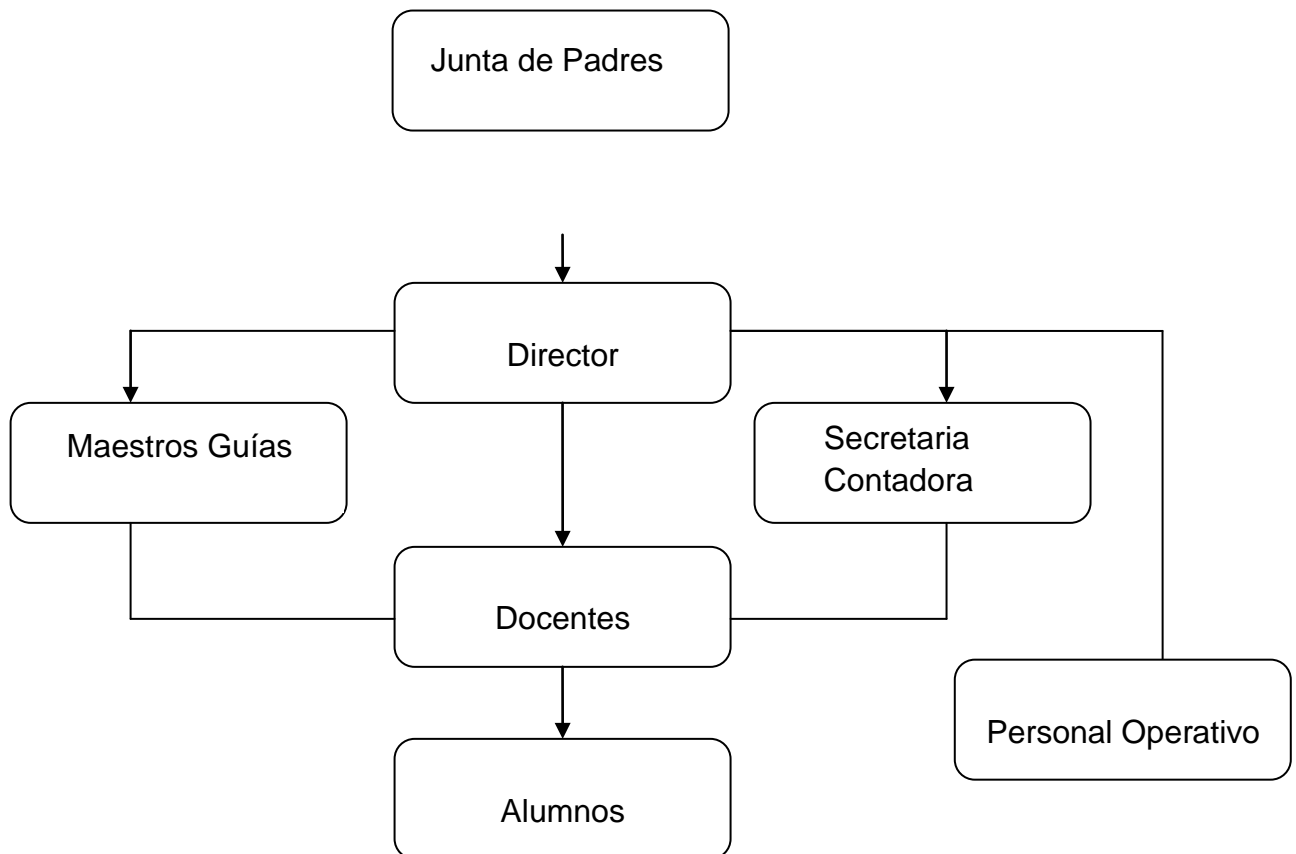 Junta de Padres
Director
Maestros Guías
Secretaria
Contadora
Docentes
Personal Operativo
Alumnos